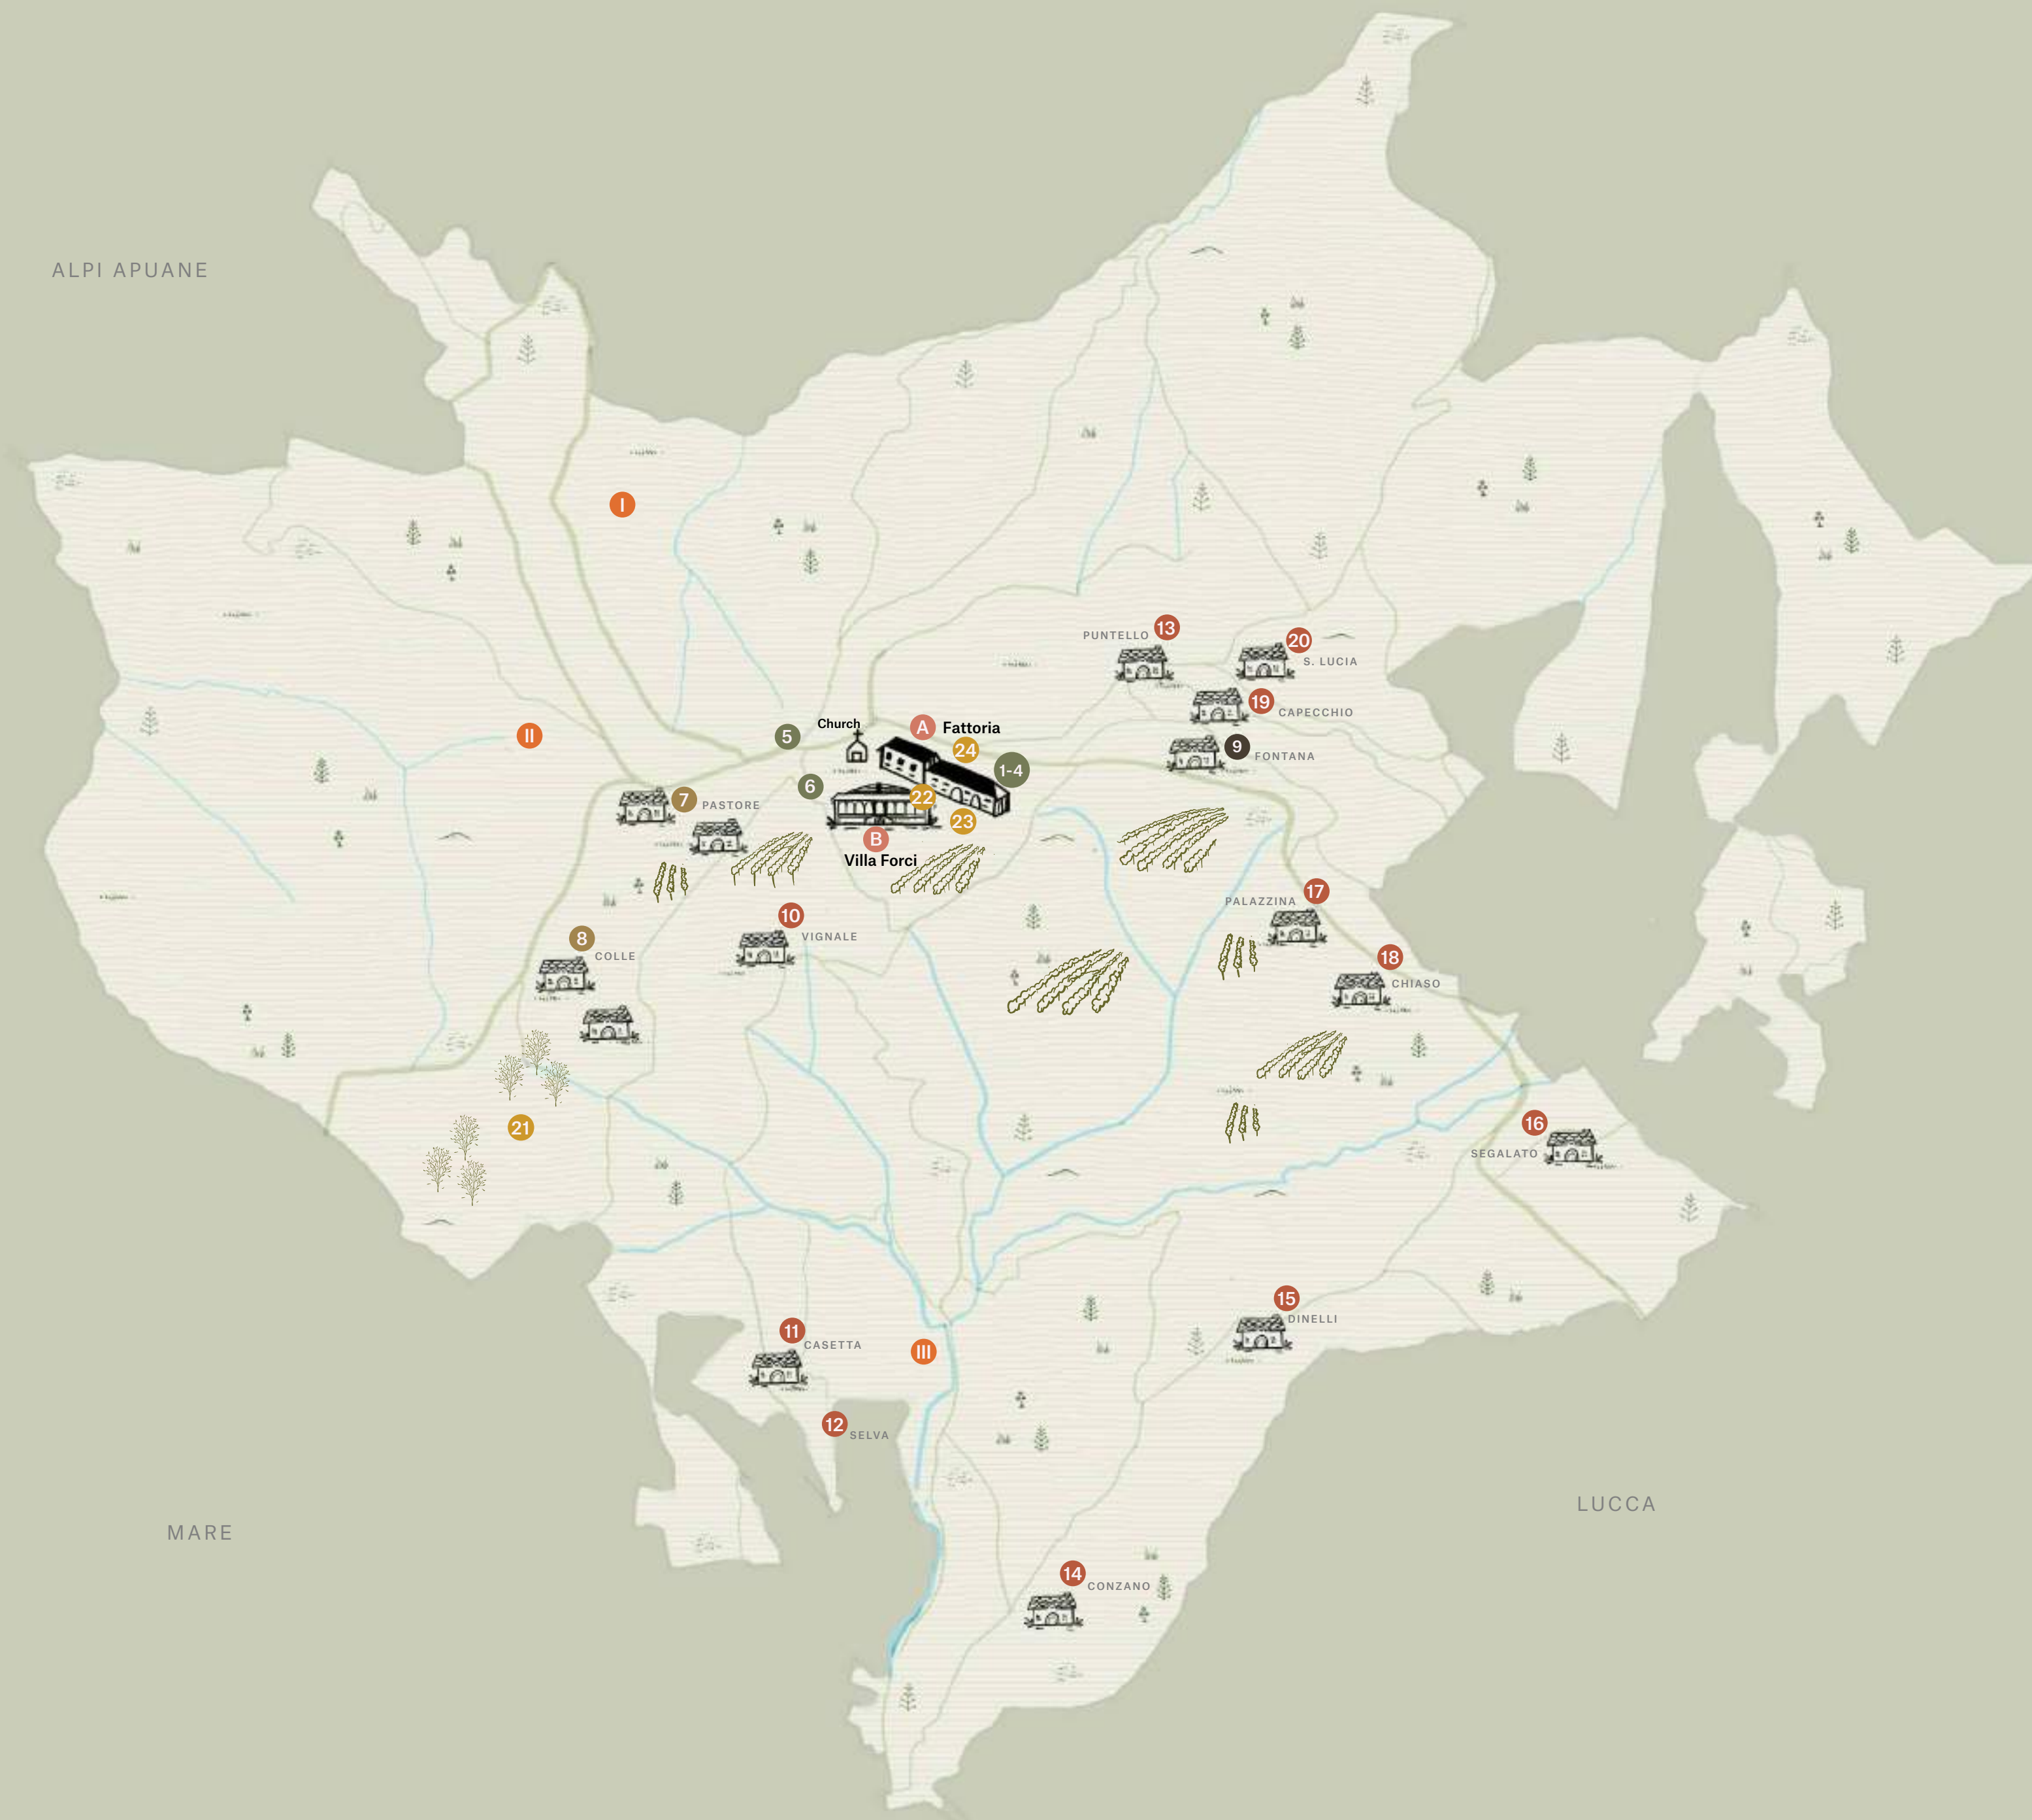 ALPI APUANE
I
13
PUNTELLO
20
S. LUCIA
19
CAPECCHIO
II
5
Church
A
Fattoria
24
9
FONTANA
1-4
6
22
7
PASTORE
23
B
Villa Forci
17
PALAZZINA
10
VIGNALE
8
COLLE
18
CHIASO
21
16
SEGALATO
15
DINELLI
11
CASETTA
III
12
SELVA
LUCCA
MARE
14
CONZANO